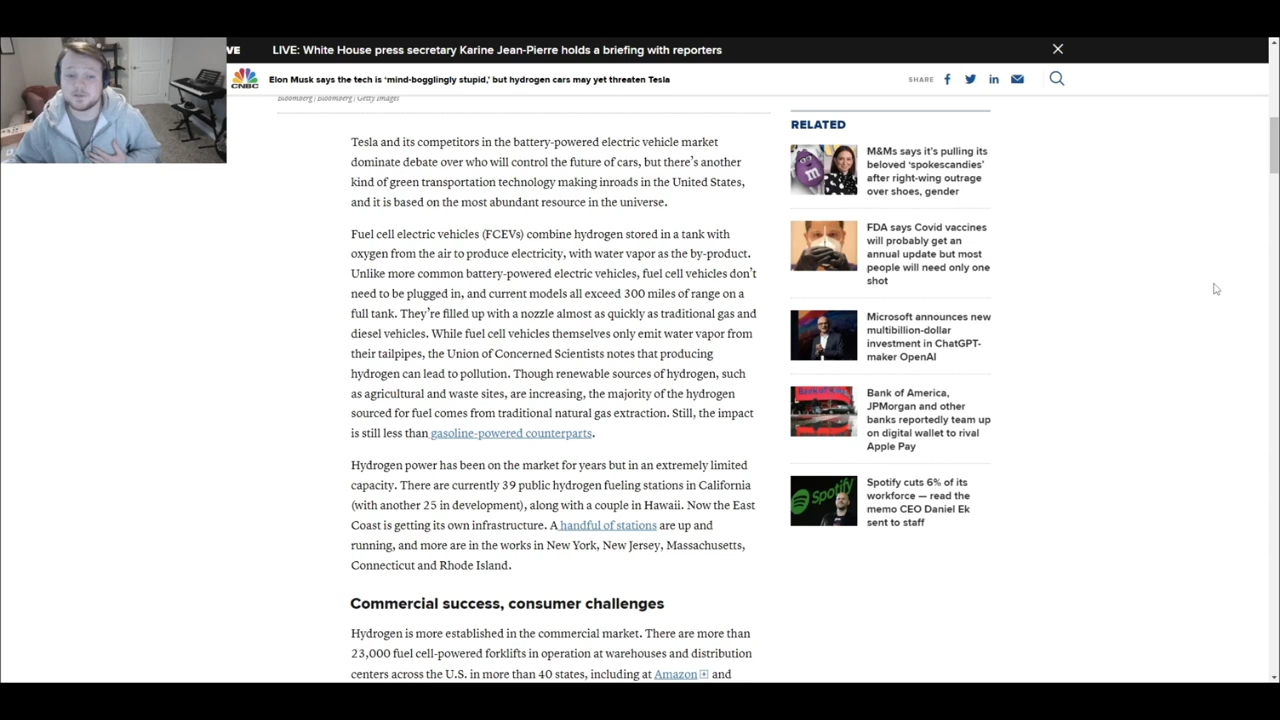 VE
LIVE: White House press secretary Karine Jean-Pierre holds a briefing with reporters
CNBC
Elon Musk says the tech is ‘mind-bogglingly stupid,’ but hydrogen cars may yet threaten Tesla
SHARE
Bloomberg | Bloomberg | Getty Images
Tesla and its competitors in the battery-powered electric vehicle market
dominate debate over who will control the future of cars, but there’s another
kind of green transportation technology making inroads in the United States,
and it is based on the most abundant resource in the universe.
Fuel cell electric vehicles (FCEVs) combine hydrogen stored in a tank with
oxygen from the air to produce electricity, with water vapor as the by-product.
Unlike more common battery-powered electric vehicles, fuel cell vehicles don’t
need to be plugged in, and current models all exceed 300 miles of range on a
full tank. They’re filled up with a nozzle almost as quickly as traditional gas and
diesel vehicles. While fuel cell vehicles themselves only emit water vapor from
their tailpipes, the Union of Concerned Scientists notes that producing
hydrogen can lead to pollution. Though renewable sources of hydrogen, such
as agricultural and waste sites, are increasing, the majority of the hydrogen
sourced for fuel comes from traditional natural gas extraction. Still, the impact
is still less than gasoline-powered counterparts.
Hydrogen power has been on the market for years but in an extremely limited
capacity. There are currently 39 public hydrogen fueling stations in California
(with another 25 in development), along with a couple in Hawaii. Now the East
Coast is getting its own infrastructure. A handful of stations are up and
running, and more are in the works in New York, New Jersey, Massachusetts,
Connecticut and Rhode Island.
Commercial success, consumer challenges
Hydrogen is more established in the commercial market. There are more than
23,000 fuel cell-powered forklifts in operation at warehouses and distribution
centers across the U.S. in more than 40 states, including at Amazon and
RELATED
M&Ms says it’s pulling its
beloved ‘spokescandies’
after right-wing outrage
over shoes, gender
FDA says Covid vaccines
will probably get an
annual update but most
people will need only one
shot
Microsoft announces new
multibillion-dollar
investment in ChatGPT-
maker OpenAI
Bank of America,
JPMorgan and other
banks reportedly team up
on digital wallet to rival
Apple Pay
Spotify
Spotify cuts 6% of its
workforce — read the
memo CEO Daniel Ek
sent to staff